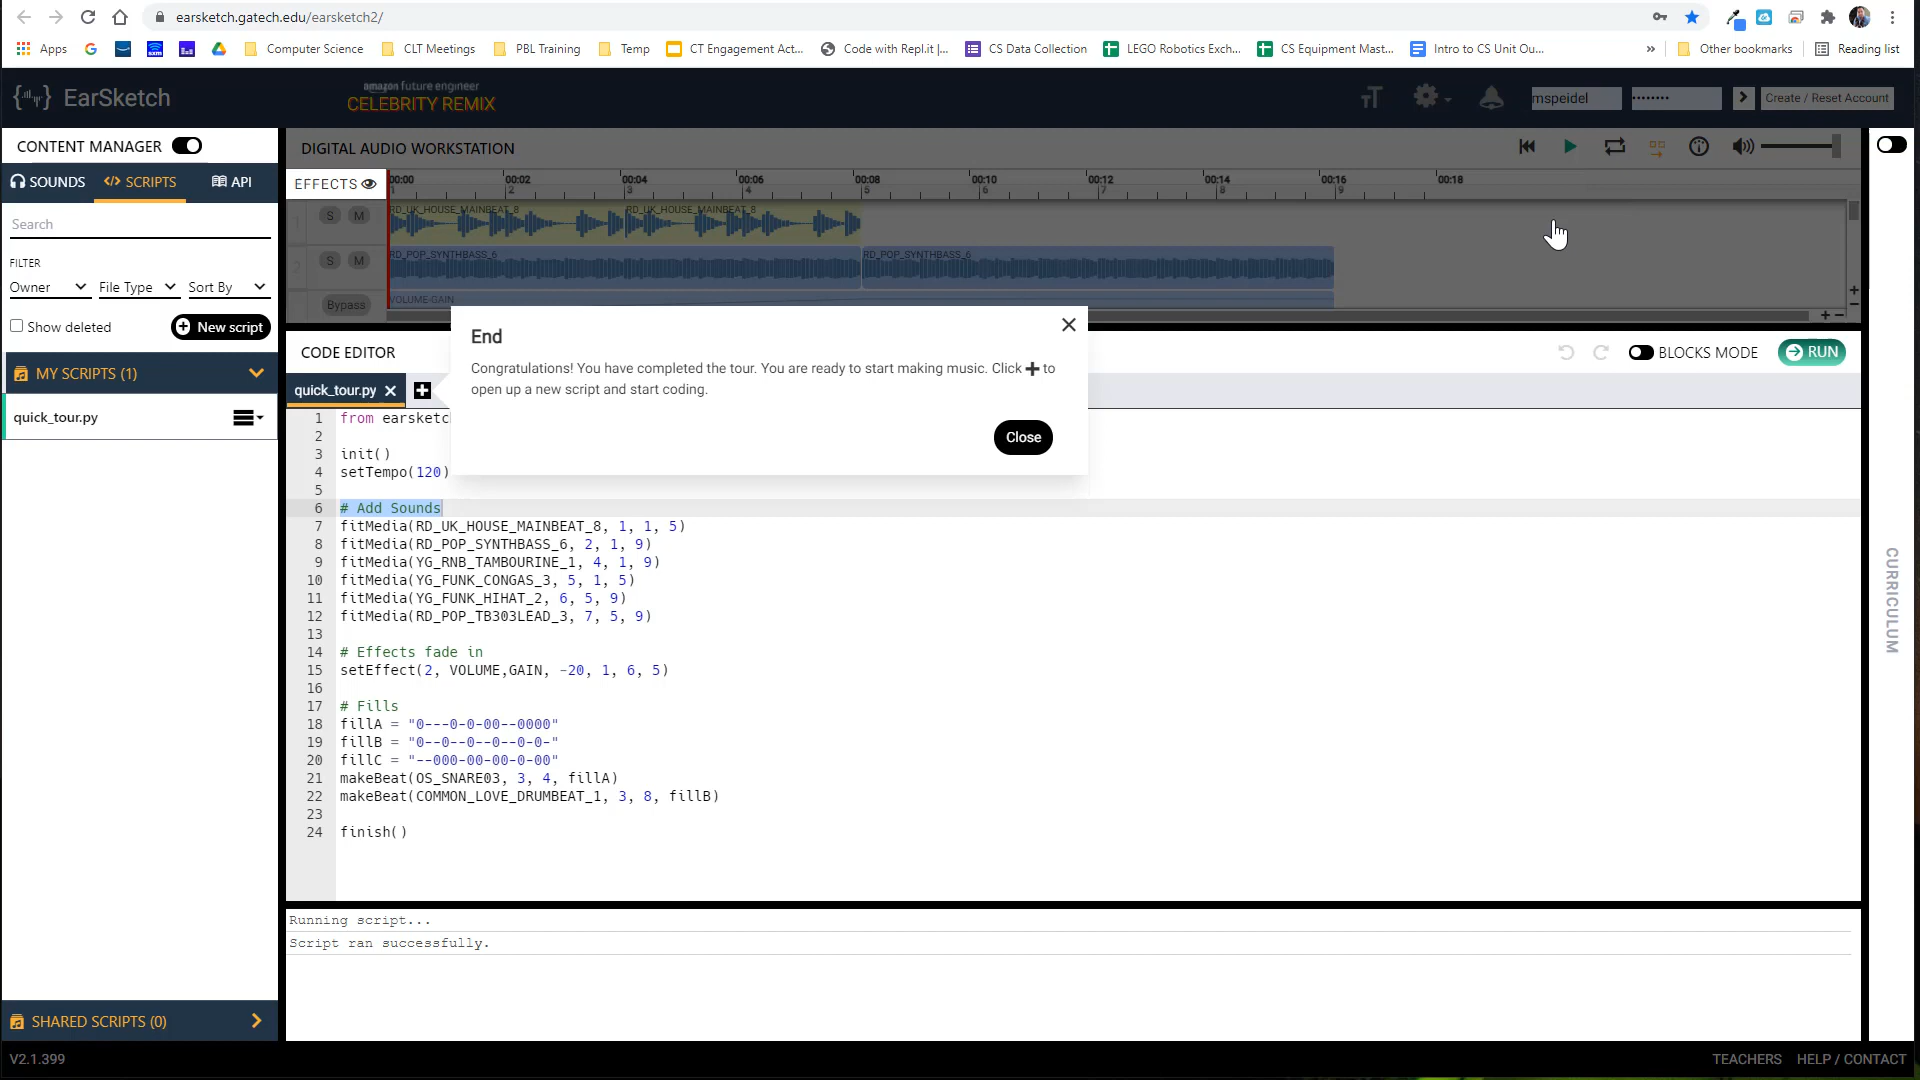 earsketch.gatech.edu/earsketch2/
Apps
Computer Science
CLT Meetings
PBL Training
Temp
CT Engagement Act...
Code with Repl.it |...
CS Data Collection
LEGO Robotics Exch...
CS Equipment Mast...
Intro to CS Unit Ou...
»
Other bookmarks
Reading list
EarSketch
amazon future engineer
CELEBRITY REMIX
mspeidel
••••••••
Create / Reset Account
CONTENT MANAGER
SOUNDS
SCRIPTS
API
Search
FILTER
Owner
File Type
Sort By
Show deleted
New script
MY SCRIPTS (1)
quick_tour.py
SHARED SCRIPTS (0)
V2.1.399
DIGITAL AUDIO WORKSTATION
EFFECTS
00:00 00:02 00:04 00:06 00:08 00:10 00:12 00:14 00:16 00:18
1 2 3 4 5 6 7 8 9
1 S M
RD_UK_HOUSE_MAINBEAT_8 RD_UK_HOUSE_MAINBEAT_8
2 S M
RD_POP_SYNTHBASS_6 RD_POP_SYNTHBASS_6
Bypass
VOLUME-GAIN
End
Congratulations! You have completed the tour. You are ready to start making music. Click + to
open up a new script and start coding.
Close
CODE EDITOR
BLOCKS MODE
RUN
quick_tour.py
1 from earsketc
2
3 init()
4 setTempo(120)
5
6 # Add Sounds
7 fitMedia(RD_UK_HOUSE_MAINBEAT_8, 1, 1, 5)
8 fitMedia(RD_POP_SYNTHBASS_6, 2, 1, 9)
9 fitMedia(YG_RNB_TAMBOURINE_1, 4, 1, 9)
10 fitMedia(YG_FUNK_CONGAS_3, 5, 1, 5)
11 fitMedia(YG_FUNK_HIHAT_2, 6, 5, 9)
12 fitMedia(RD_POP_TB303LEAD_3, 7, 5, 9)
13
14 # Effects fade in
15 setEffect(2, VOLUME,GAIN, -20, 1, 6, 5)
16
17 # Fills
18 fillA = "0---0-0-00--0000"
19 fillB = "0--0--0--0--0-0-"
20 fillC = "--000-00-00-0-00"
21 makeBeat(OS_SNARE03, 3, 4, fillA)
22 makeBeat(COMMON_LOVE_DRUMBEAT_1, 3, 8, fillB)
23
24 finish()
Running script...
Script ran successfully.
CURRICULUM
TEACHERS
HELP / CONTACT